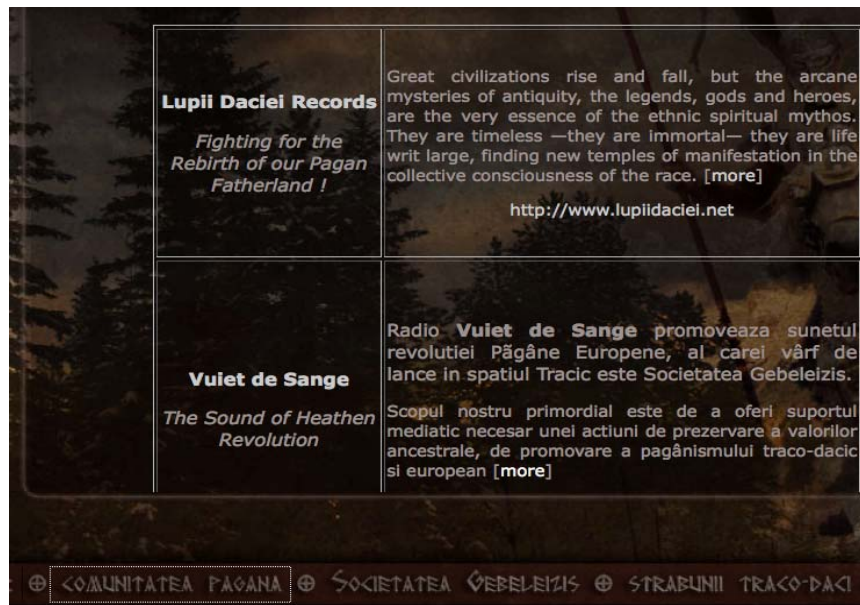 Lupii Daciei Records
Fighting for the
Rebirth of our Pagan
Fatherland !
Great civilizations rise and fall, but the arcane
mysteries of antiquity, the legends, gods and heroes,
are the very essence of the ethnic spiritual mythos.
They are timeless —they are immortal— they are life
writ large, finding new temples of manifestation in the
collective consciousness of the race. [more]
http://www.lupiidaciei.net
Vuiet de Sange
The Sound of Heathen
Revolution
Radio Vuiet de Sange promoveaza sunetul
revolutiei Pãgâne Europene, al carei vârf de
lance in spatiul Tracic este Societatea Gebeleizis.
Scopul nostru primordial este de a oferi suportul
mediatic necesar unei actiuni de prezervare a valorilor
ancestrale, de promovare a pagânismului traco-dacic
si european [more]
⊕ COMUNITATEA PAGANA ⊕ SOCIETATEA GEBELEIZIS ⊕ STRABUNII TRACO-DACI